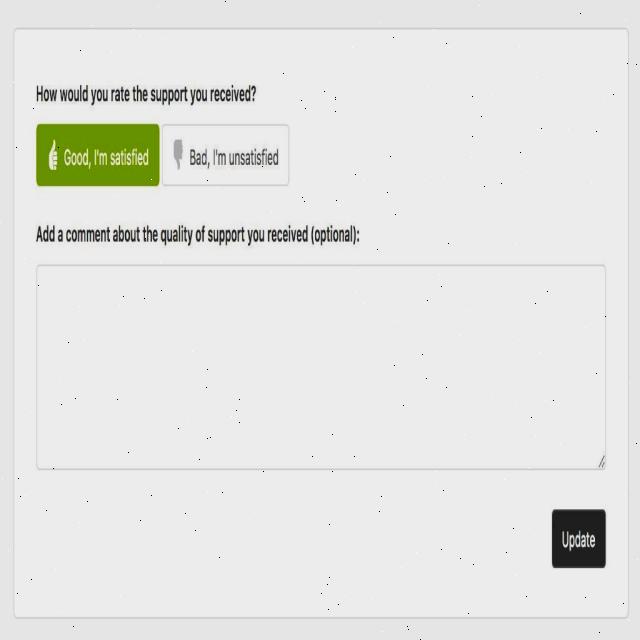 How would you rate the support you received?
Good, I'm satisfied
Bad, I'm unsatisfied
Add a comment about the quality of support you received (optional):
Update